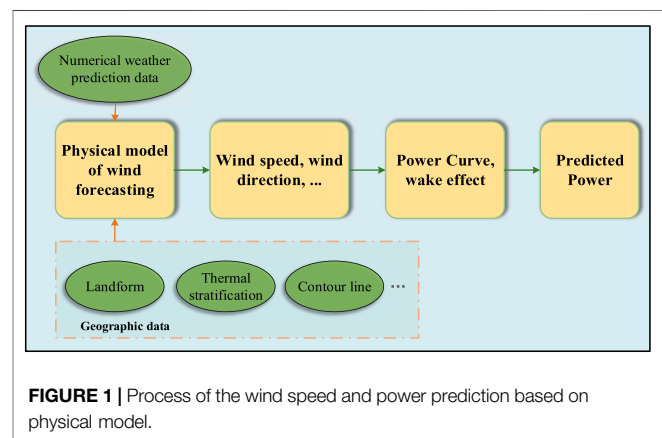 Numerical weather
prediction data
Physical model
of wind
forecasting
Wind speed, wind
direction, ...
Power Curve,
wake effect
Predicted
Power
Landform
Thermal
stratification
Contour line
...
Geographic data
FIGURE 1 | Process of the wind speed and power prediction based on
physical model.